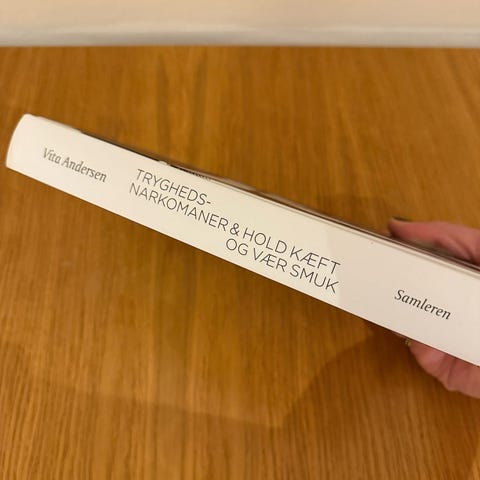 Vita Andersen
TRYGHEDS-
NARKOMANER & HOLD KÆFT
OG VÆR SMUK
Samleren